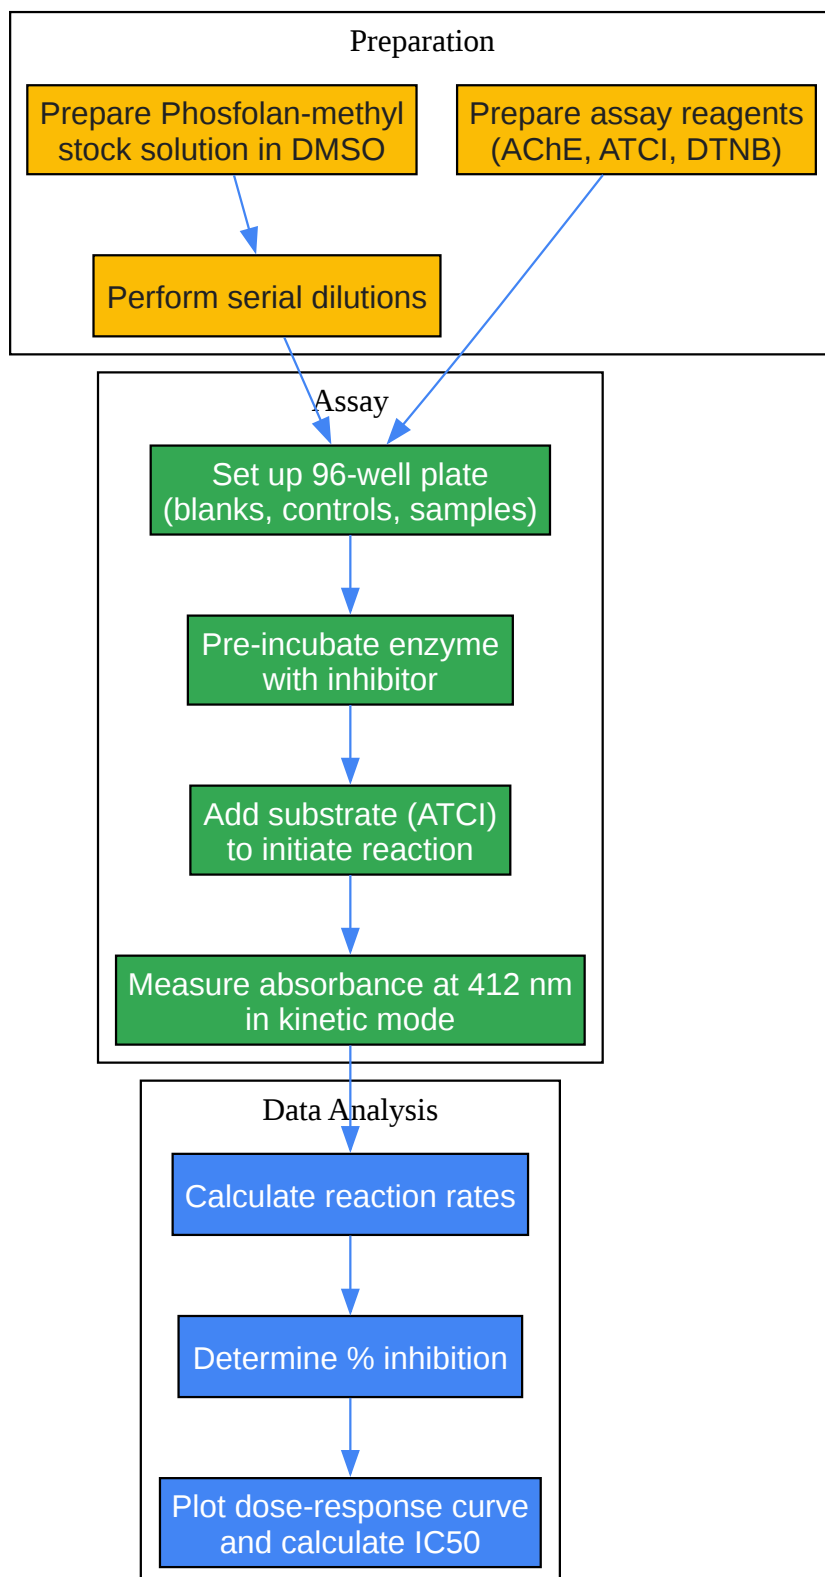 Preparation
Prepare Phosfolan-methyl
stock solution in DMSO
Prepare assay reagents
(AChE, ATCI, DTNB)
Perform serial dilutions
Assay
Set up 96-well plate
(blanks, controls, samples)
Pre-incubate enzyme
with inhibitor
Add substrate (ATCI)
to initiate reaction
Measure absorbance at 412 nm
in kinetic mode
Data Analysis
Calculate reaction rates
Determine % inhibition
Plot dose-response curve
and calculate IC50